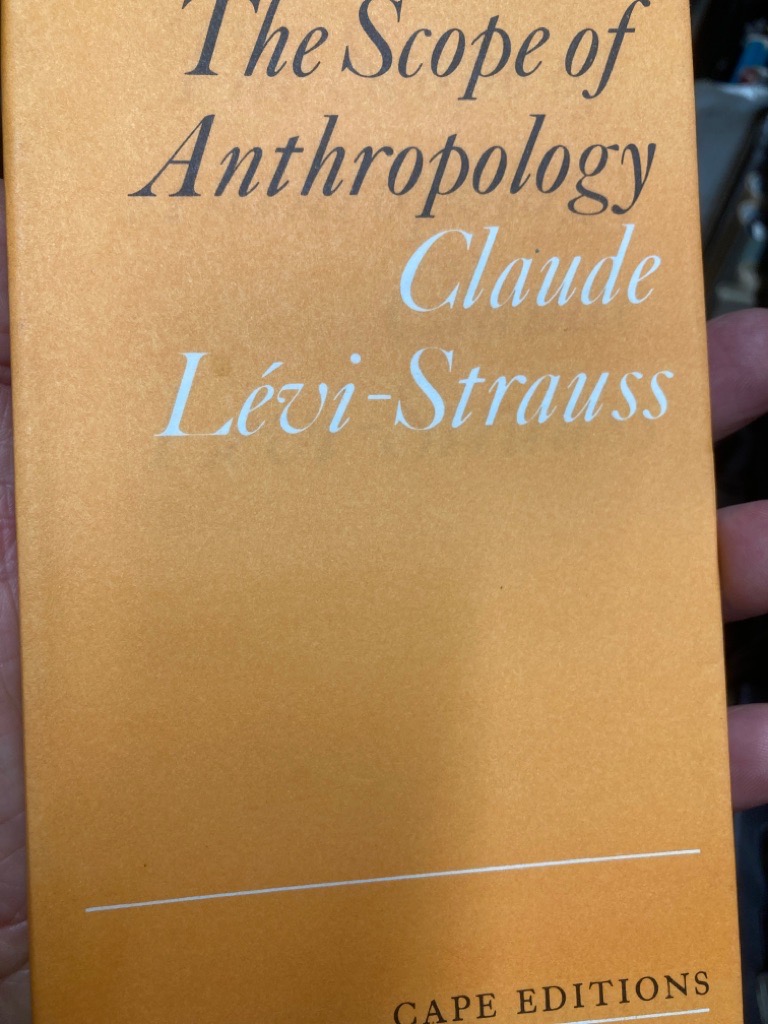 The Scope of
Anthropology
Claude
Lévi-Strauss
CAPE EDITIONS